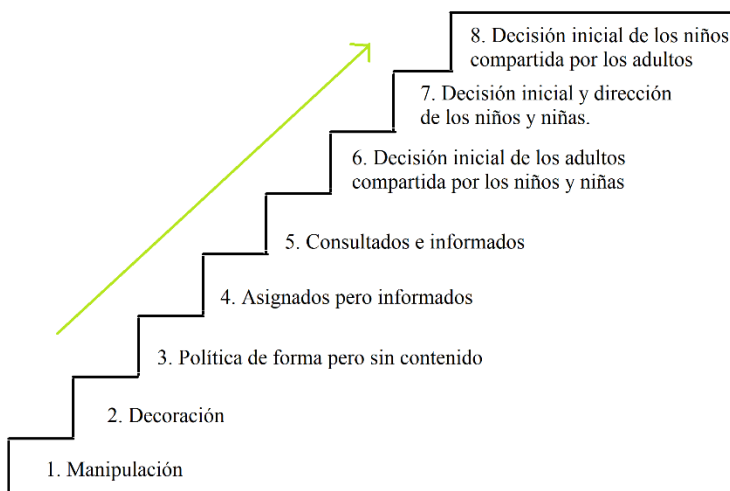 8. Decisión inicial de los niños
compartida por los adultos
7. Decisión inicial y dirección
de los niños y niñas.
6. Decisión inicial de los adultos
compartida por los niños y niñas
5. Consultados e informados
4. Asignados pero informados
3. Política de forma pero sin contenido
2. Decoración
1. Manipulación